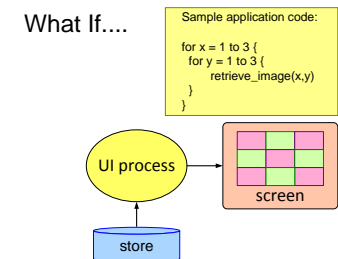 What If....
Sample application code:
for x = 1 to 3 {
for y = 1 to 3 {
retrieve_image(x,y)
}
}
UI process
screen
store